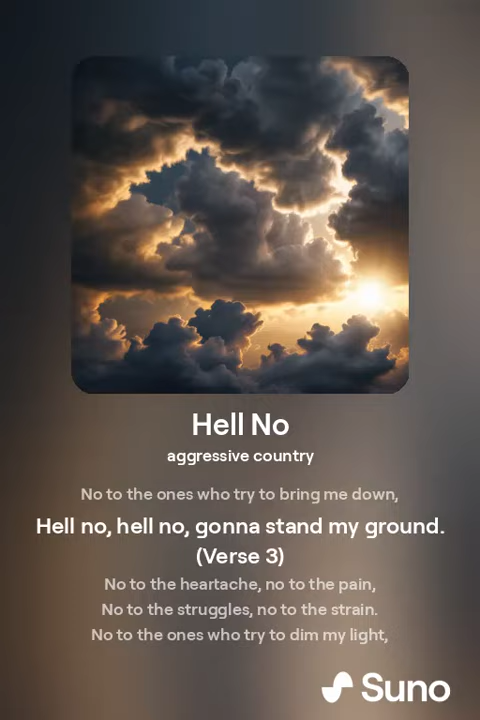 Hell No
aggressive country
No to the ones who try to bring me down,
Hell no, hell no, gonna stand my ground.
(Verse 3)
No to the heartache, no to the pain,
No to the struggles, no to the strain.
No to the ones who try to dim my light,
Suno